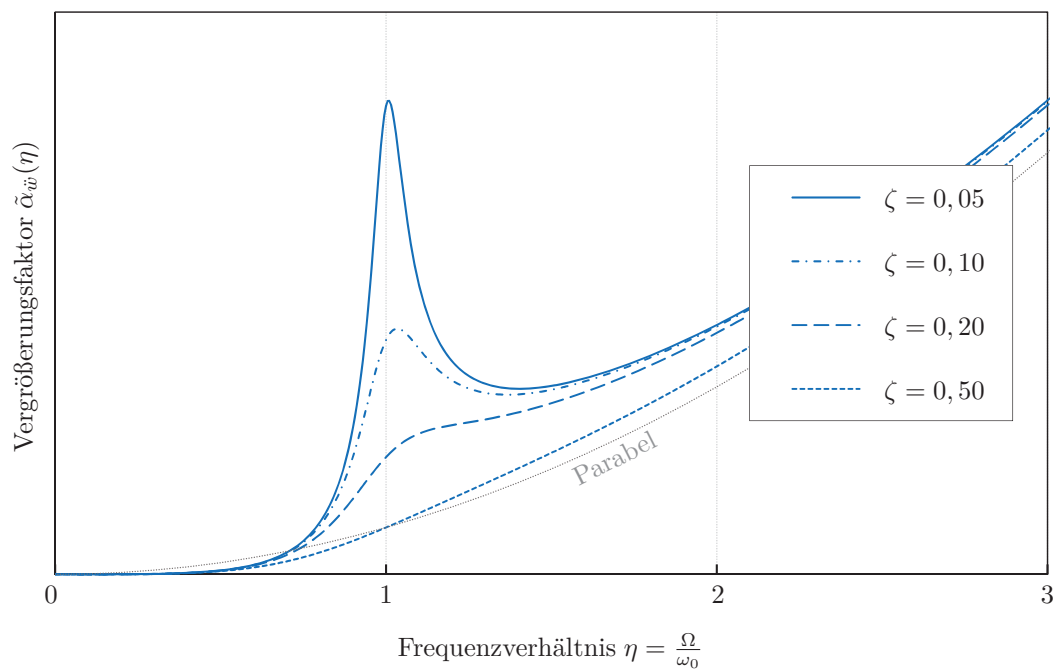 Vergrößerungsfaktor α̃_ẅ(η)
ζ = 0,05
ζ = 0,10
ζ = 0,20
ζ = 0,50
Parabel
0 1 2 3
Frequenzverhältnis η = Ω/ω₀